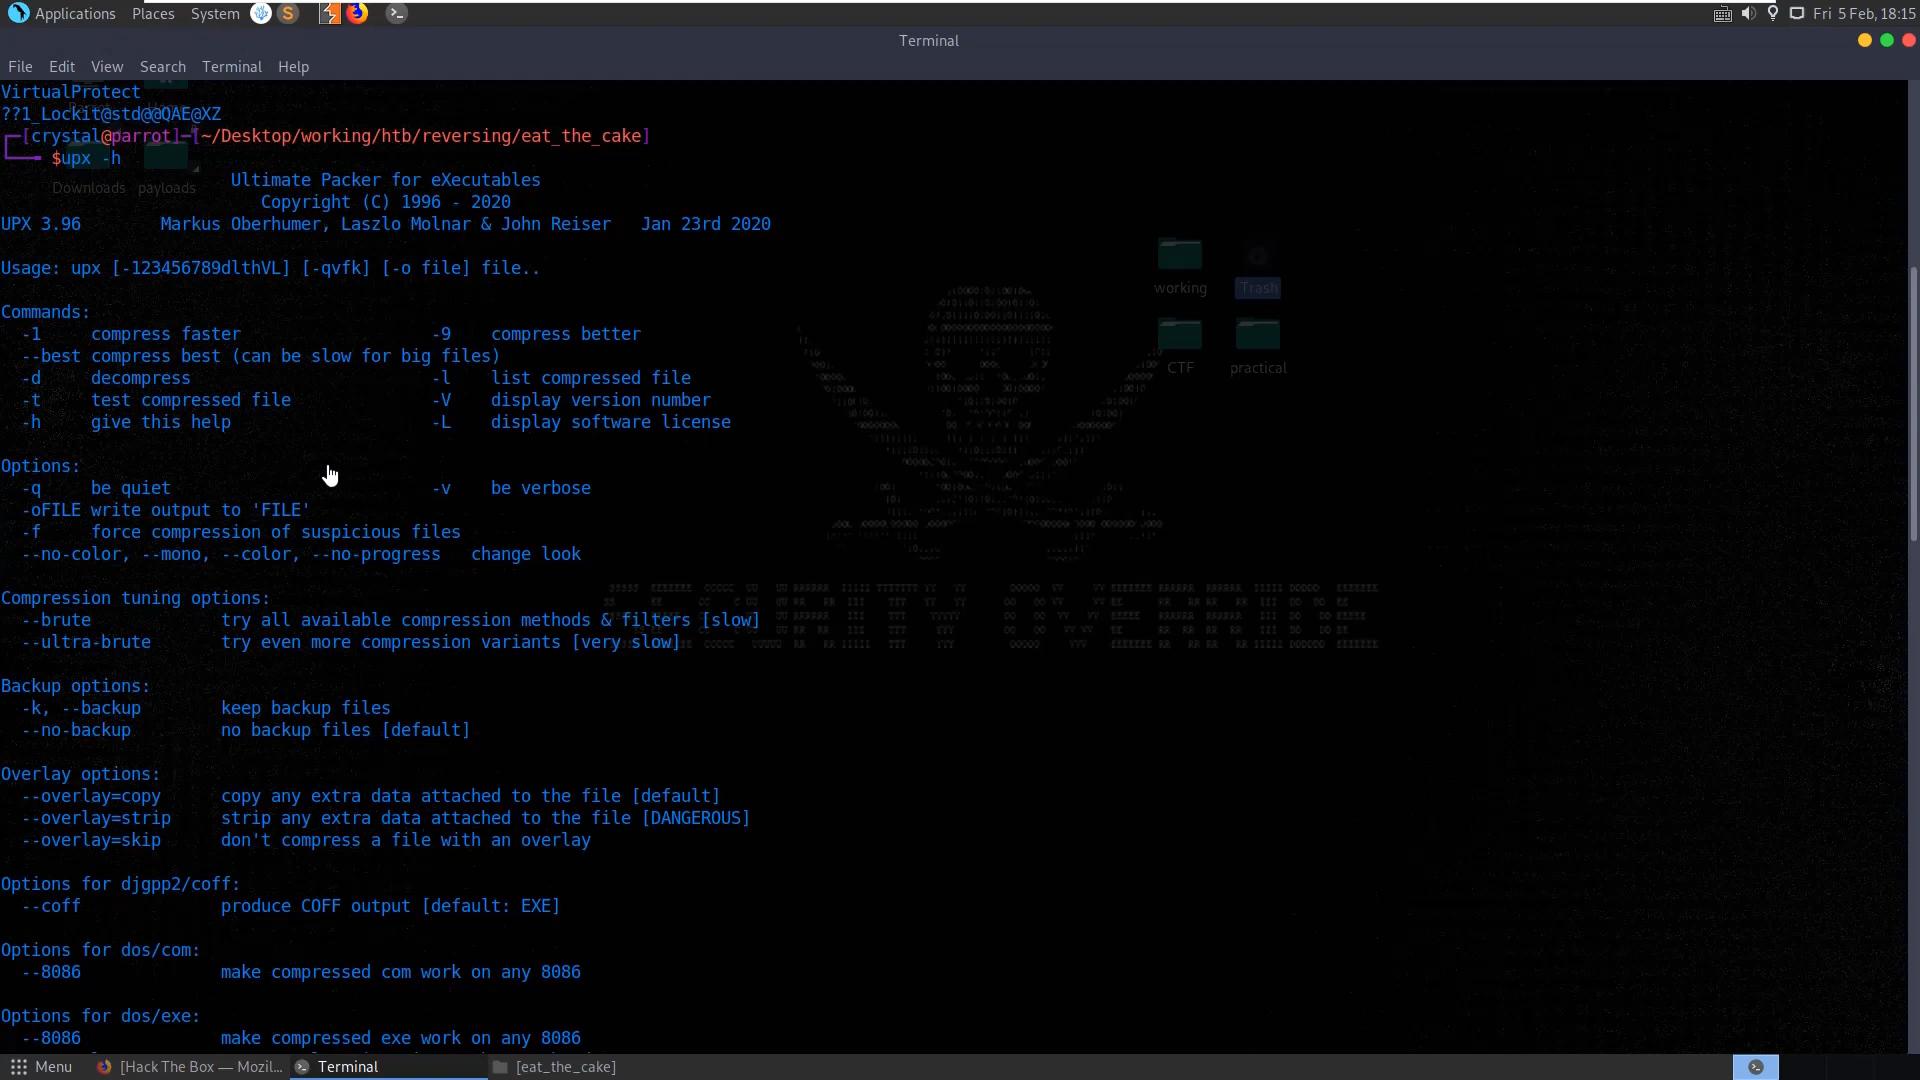 Applications Places System Fri 5 Feb, 18:15
Terminal
File Edit View Search Terminal Help
VirtualProtect
??1_Lockit@std@@QAE@XZ
[crystal@parrot]─[~/Desktop/working/htb/reversing/eat_the_cake]
$upx -h
Downloads payloads
Ultimate Packer for eXecutables
Copyright (C) 1996 - 2020
UPX 3.96 Markus Oberhumer, Laszlo Molnar & John Reiser Jan 23rd 2020
Usage: upx [-123456789dlthVL] [-qvfk] [-o file] file..
working Trash
Commands:
-1 compress faster -9 compress better
--best compress best (can be slow for big files)
-d decompress -l list compressed file
CTF practical
-t test compressed file -V display version number
-h give this help -L display software license
Options:
-q be quiet -v be verbose
-oFILE write output to 'FILE'
-f force compression of suspicious files
--no-color, --mono, --color, --no-progress change look
Compression tuning options:
--brute try all available compression methods & filters [slow]
--ultra-brute try even more compression variants [very slow]
SECURITY OVERRIDE
Backup options:
-k, --backup keep backup files
--no-backup no backup files [default]
Overlay options:
--overlay=copy copy any extra data attached to the file [default]
--overlay=strip strip any extra data attached to the file [DANGEROUS]
--overlay=skip don't compress a file with an overlay
Options for djgpp2/coff:
--coff produce COFF output [default: EXE]
Options for dos/com:
--8086 make compressed com work on any 8086
Options for dos/exe:
--8086 make compressed exe work on any 8086
Menu [Hack The Box — Mozil... Terminal [eat_the_cake]